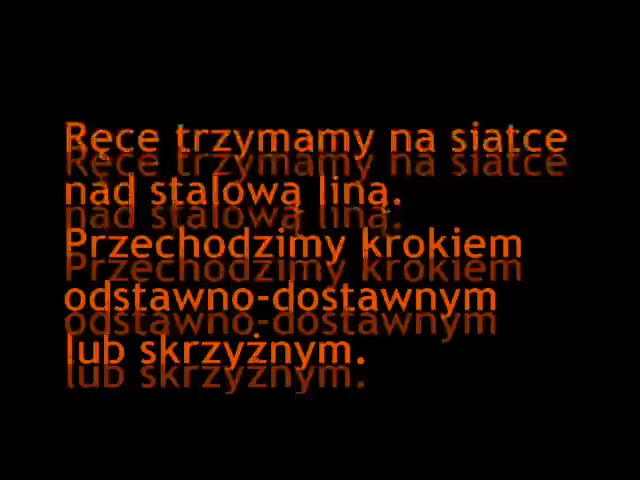 Ręce trzymamy na siatce
nad stalową liną.
Przechodzimy krokiem
odstawno-dostawnym
lub skrzyżnym.